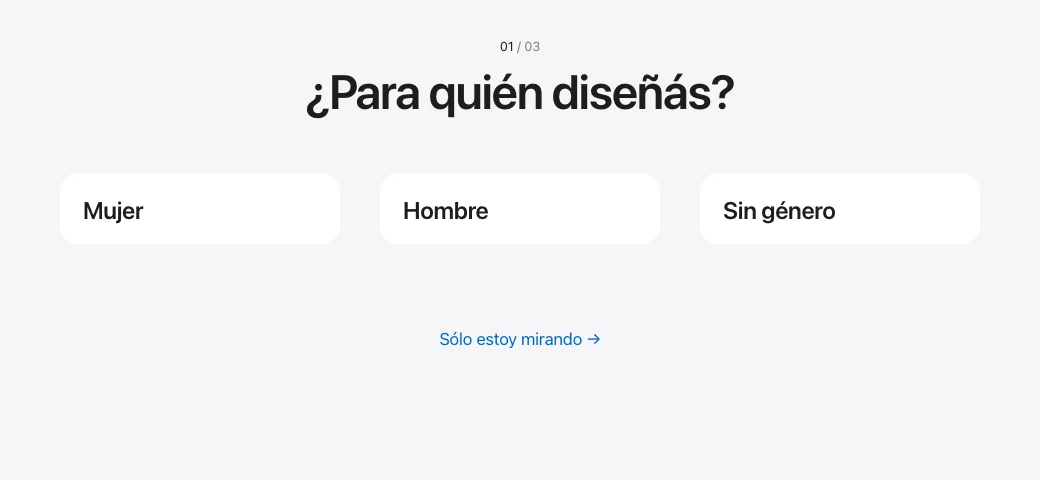 01 / 03
¿Para quién diseñás?
Mujer
Hombre
Sin género
Sólo estoy mirando →